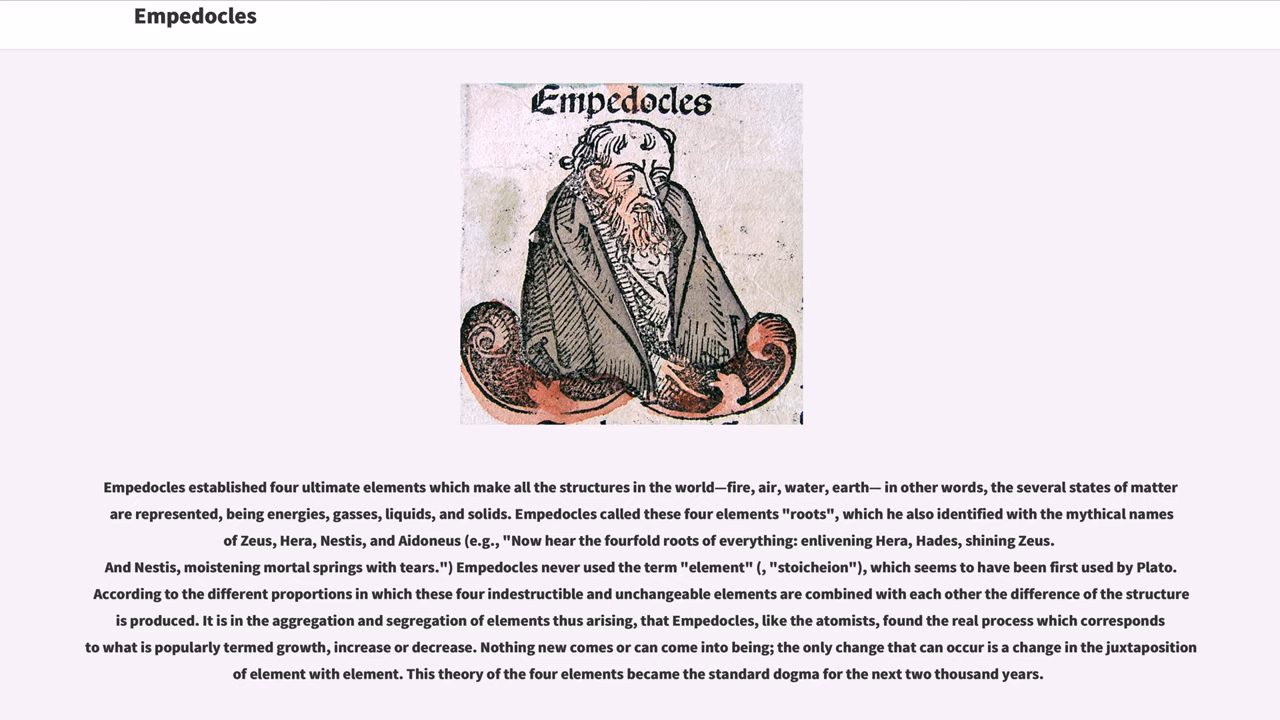 Empedocles
Empedocles
Empedocles established four ultimate elements which make all the structures in the world—fire, air, water, earth— in other words, the several states of matter
are represented, being energies, gasses, liquids, and solids. Empedocles called these four elements "roots", which he also identified with the mythical names
of Zeus, Hera, Nestis, and Aidoneus (e.g., "Now hear the fourfold roots of everything: enlivening Hera, Hades, shining Zeus.
And Nestis, moistening mortal springs with tears.") Empedocles never used the term "element" (, "stoicheion"), which seems to have been first used by Plato.
According to the different proportions in which these four indestructible and unchangeable elements are combined with each other the difference of the structure
is produced. It is in the aggregation and segregation of elements thus arising, that Empedocles, like the atomists, found the real process which corresponds
to what is popularly termed growth, increase or decrease. Nothing new comes or can come into being; the only change that can occur is a change in the juxtaposition
of element with element. This theory of the four elements became the standard dogma for the next two thousand years.